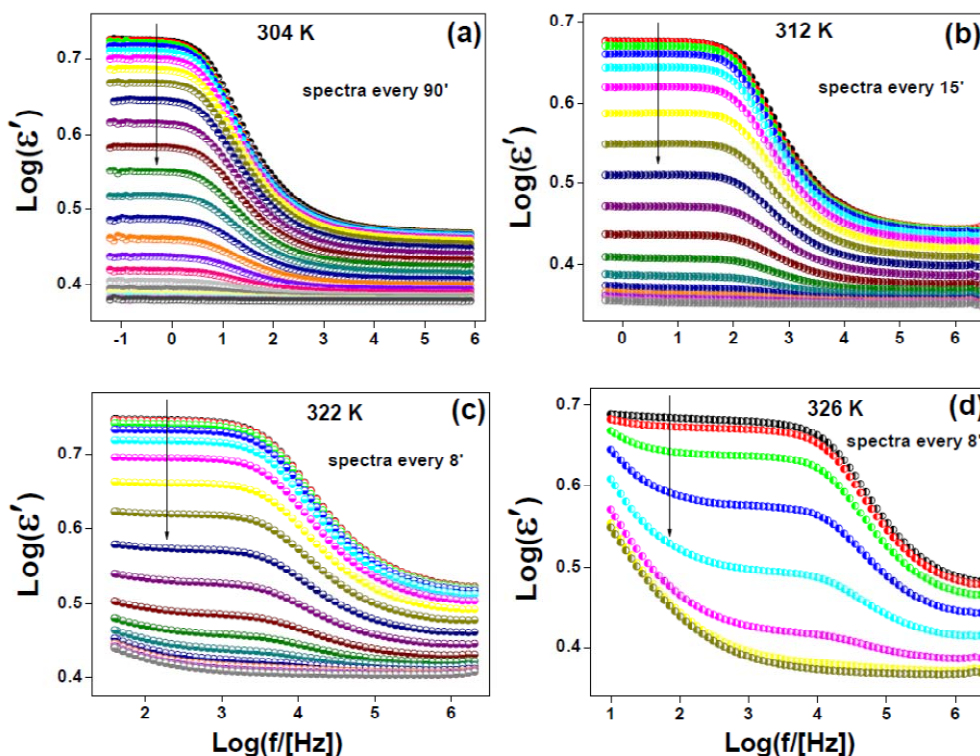 304 K
(a)
spectra every 90'
Log(ε′)
0.7
0.6
0.5
0.4
-1 0 1 2 3 4 5 6
312 K
(b)
spectra every 15'
Log(ε′)
0.7
0.6
0.5
0.4
0 1 2 3 4 5 6
322 K
(c)
spectra every 8'
Log(ε′)
0.8
0.7
0.6
0.5
0.4
2 3 4 5 6
Log(f/[Hz])
326 K
(d)
spectra every 8'
Log(ε′)
0.7
0.6
0.5
0.4
1 2 3 4 5 6
Log(f/[Hz])